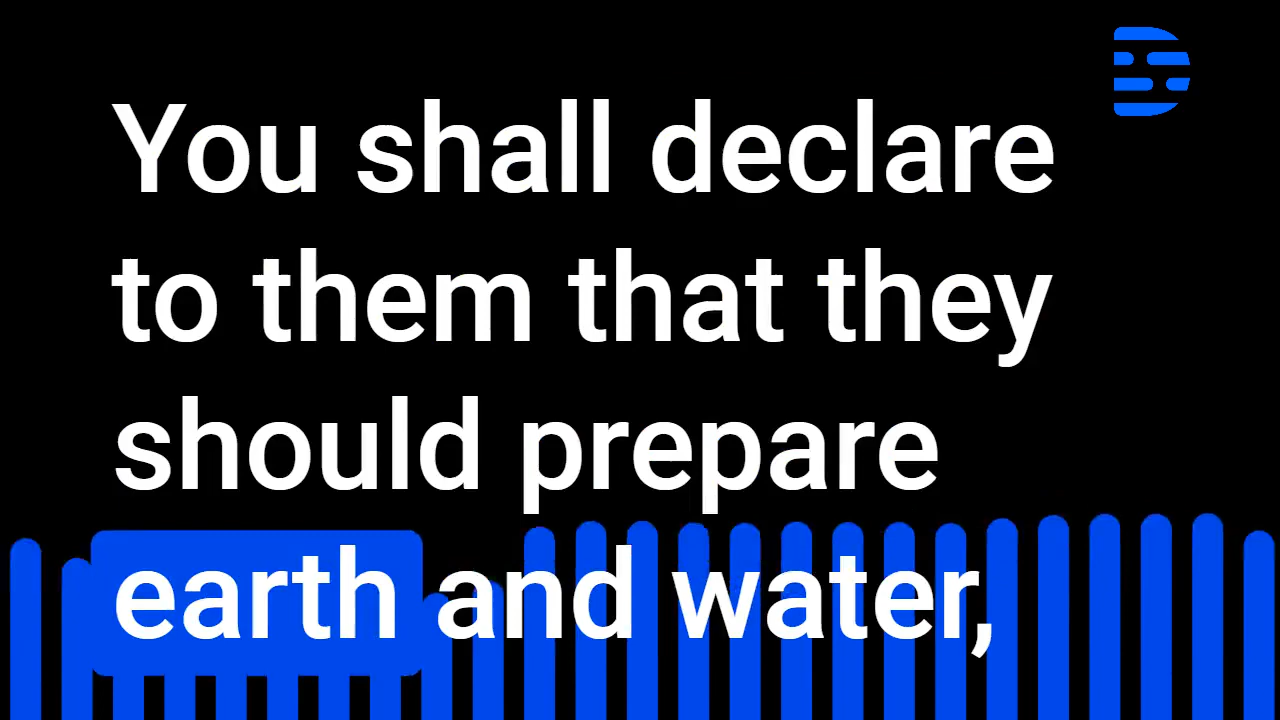 You shall declare
to them that they
should prepare
earth and water,